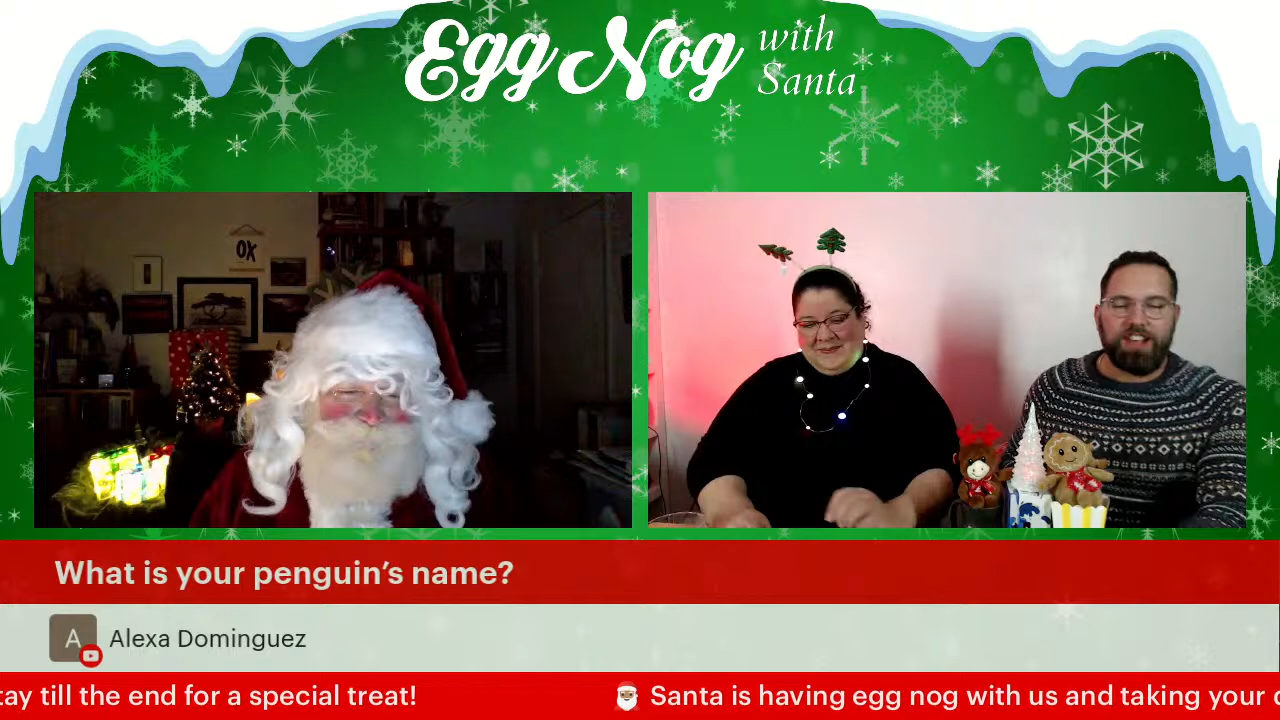 Egg Nog with
Santa
OK
What is your penguin's name?
A Alexa Dominguez
tay till the end for a special treat! Santa is having egg nog with us and taking your